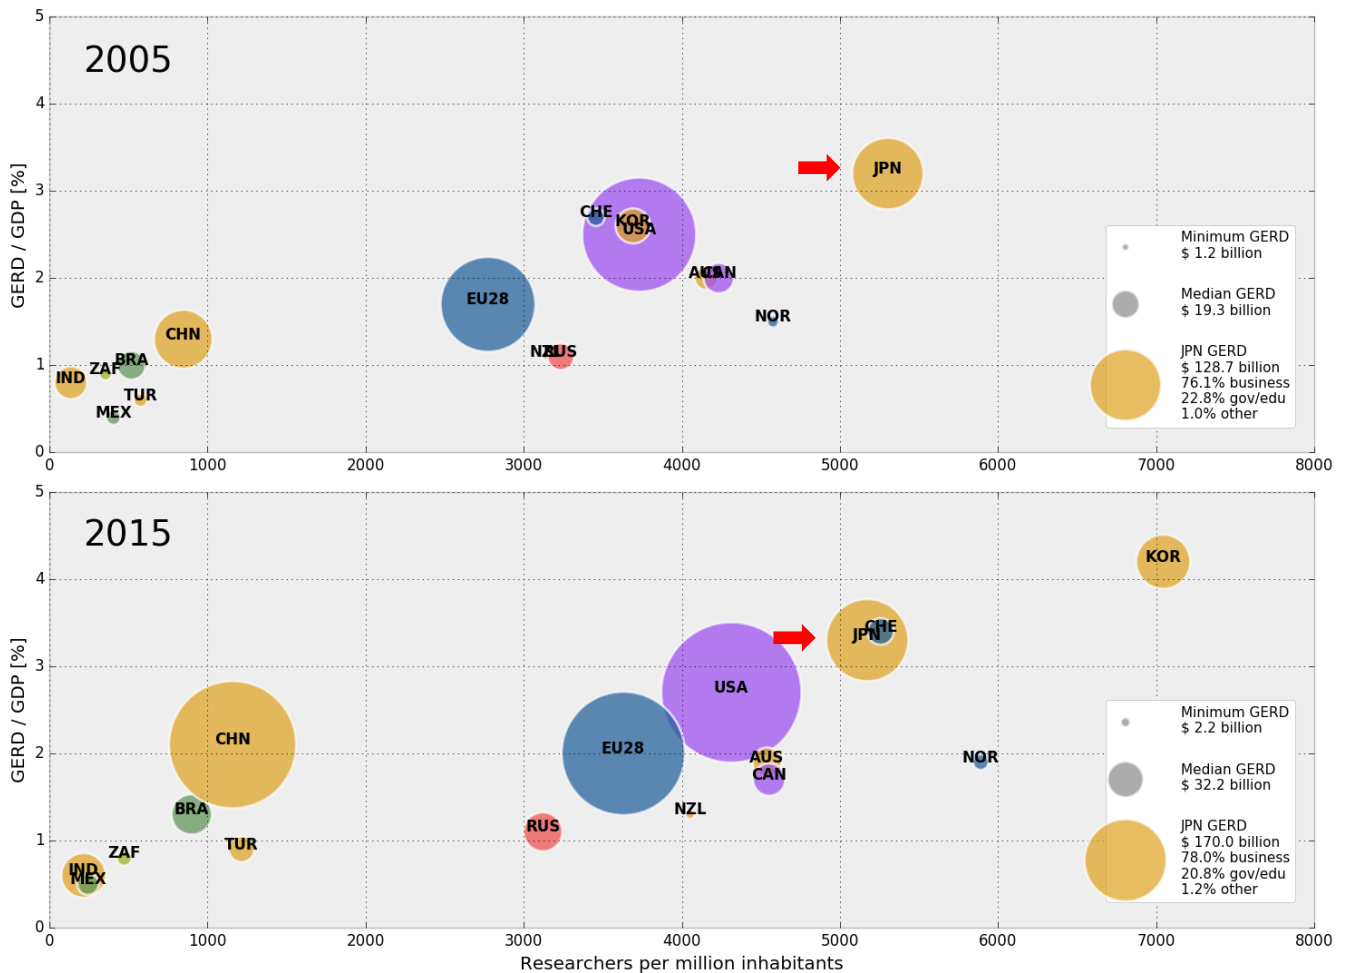 2005
GERD / GDP [%]
5
4
3
2
1
0
JPN
CHE
KOR
USA
AUS
CAN
EU28
NOR
CHN
NZL
RUS
BRA
ZAF
IND
TUR
MEX
Minimum GERD
$ 1.2 billion
Median GERD
$ 19.3 billion
JPN GERD
$ 128.7 billion
76.1% business
22.8% gov/edu
1.0% other
0 1000 2000 3000 4000 5000 6000 7000 8000
2015
GERD / GDP [%]
5
4
3
2
1
0
KOR
CHE
JPN
USA
CHN
EU28
AUS
NOR
CAN
BRA
NZL
RUS
TUR
ZAF
IND
MEX
Minimum GERD
$ 2.2 billion
Median GERD
$ 32.2 billion
JPN GERD
$ 170.0 billion
78.0% business
20.8% gov/edu
1.2% other
0 1000 2000 3000 4000 5000 6000 7000 8000
Researchers per million inhabitants